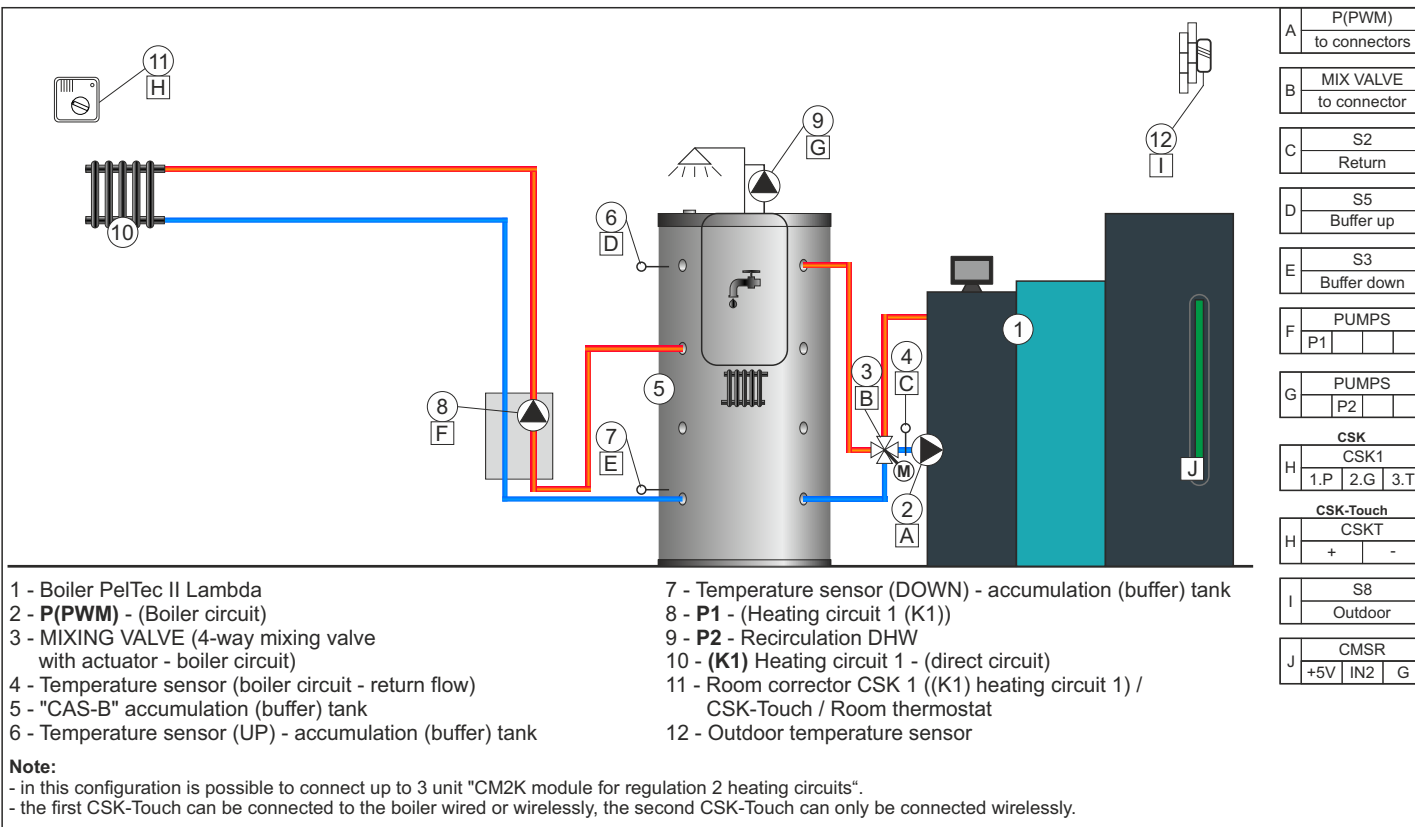 11
H
10
9
G
6
D
5
8
F
7
E
3
B
4
C
M
2
A
1
12
I
J
A
P(PWM)
to connectors
B
MIX VALVE
to connector
C
S2
Return
D
S5
Buffer up
E
S3
Buffer down
F
PUMPS
P1
G
PUMPS
P2
CSK
H
CSK1
1.P 2.G 3.T
CSK-Touch
H
CSKT
+ -
I
S8
Outdoor
J
CMSR
+5V IN2 G
1 - Boiler PelTec II Lambda
2 - P(PWM) - (Boiler circuit)
3 - MIXING VALVE (4-way mixing valve
with actuator - boiler circuit)
4 - Temperature sensor (boiler circuit - return flow)
5 - "CAS-B" accumulation (buffer) tank
6 - Temperature sensor (UP) - accumulation (buffer) tank
7 - Temperature sensor (DOWN) - accumulation (buffer) tank
8 - P1 - (Heating circuit 1 (K1))
9 - P2 - Recirculation DHW
10 - (K1) Heating circuit 1 - (direct circuit)
11 - Room corrector CSK 1 ((K1) heating circuit 1) /
CSK-Touch / Room thermostat
12 - Outdoor temperature sensor
Note:
- in this configuration is possible to connect up to 3 unit "CM2K module for regulation 2 heating circuits“.
- the first CSK-Touch can be connected to the boiler wired or wirelessly, the second CSK-Touch can only be connected wirelessly.